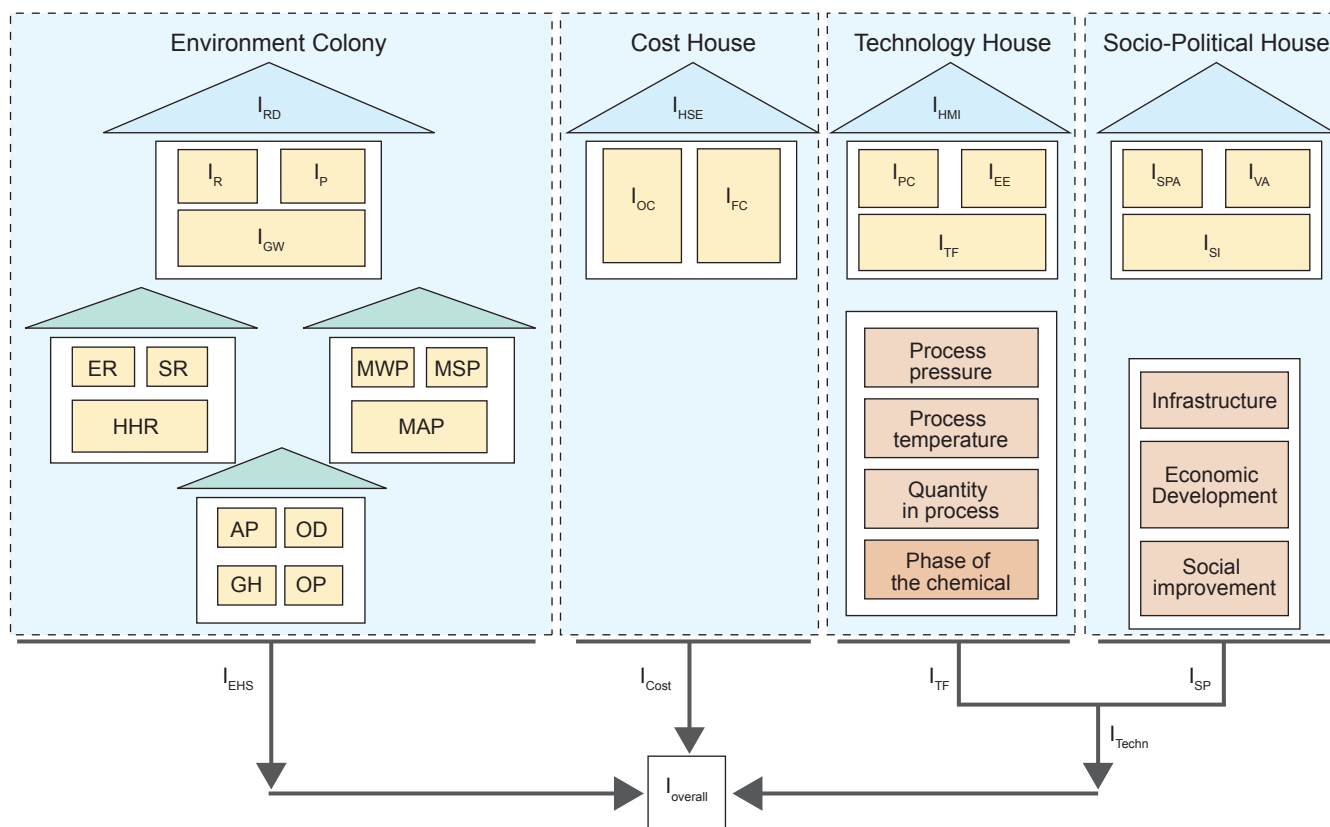 Environment Colony
Cost House
Technology House
Socio-Political House
I_RD
I_HSE
I_HMI
I_R
I_P
I_GW
I_OC
I_FC
I_PC
I_EE
I_TF
I_SPA
I_VA
I_SI
ER
SR
HHR
MWP
MSP
MAP
AP
OD
GH
OP
Process
pressure
Process
temperature
Quantity
in process
Phase of
the chemical
Infrastructure
Economic
Development
Social
improvement
I_EHS
I_Cost
I_TF
I_SP
I_Techn
I_overall